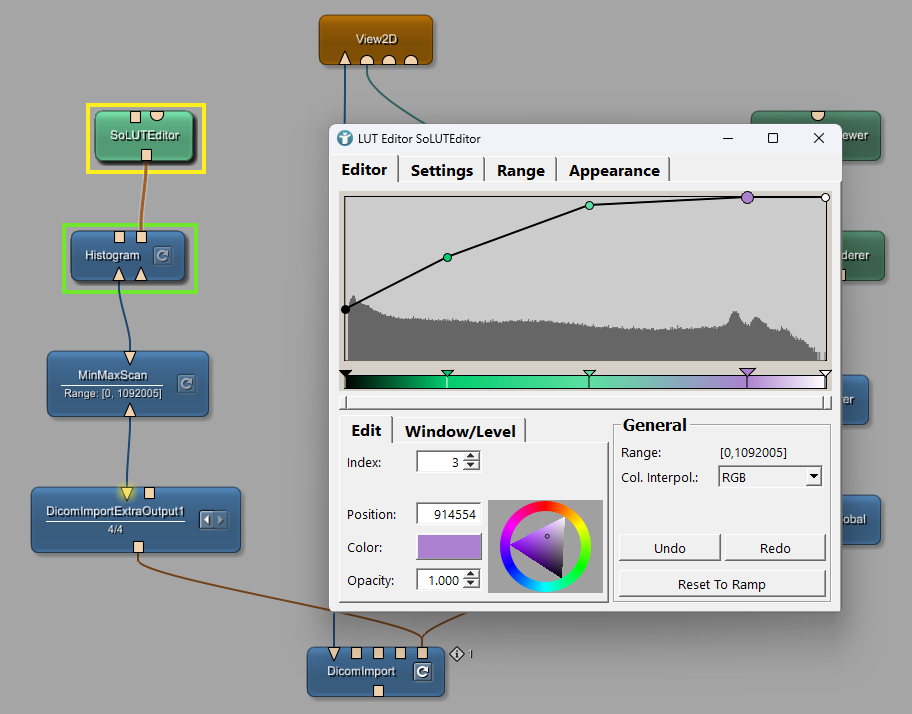 View2D
SoLUTEditor
LUT Editor SoLUTEditor
ewer
Editor
Settings
Range
Appearance
Histogram
derer
MinMaxScan
Range: [0, 1092005]
rer
Edit
Window/Level
Index:
3
Position:
914554
Color:
Opacity:
1.000
General
Range:
[0,1092005]
Col. Interpol.:
RGB
Undo
Redo
Reset To Ramp
DicomImportExtraOutput1
4/4
obal
DicomImport
1